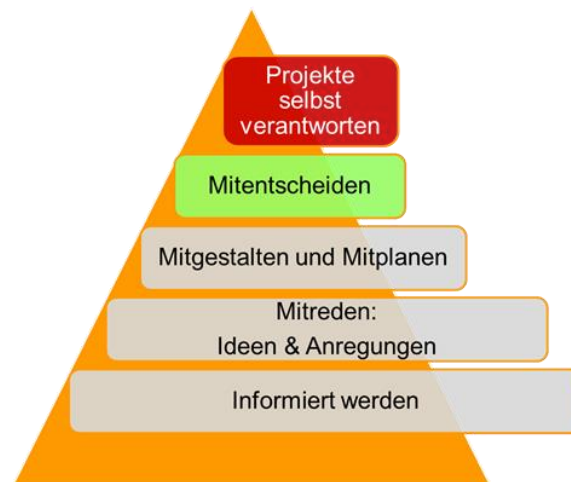 Projekte
selbst
verantworten
Mitentscheiden
Mitgestalten und Mitplanen
Mitreden:
Ideen & Anregungen
Informiert werden